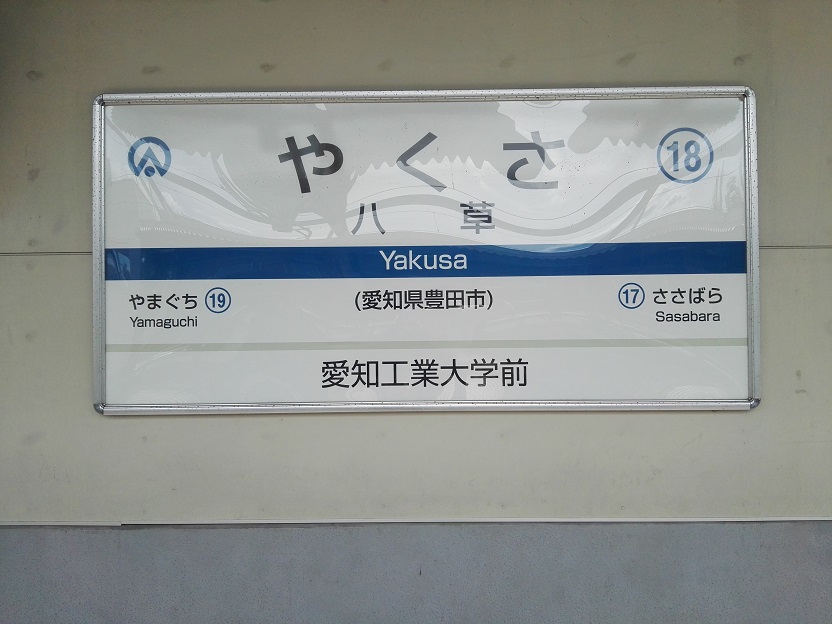 やくさ 18
八草
Yakusa
やまぐち 19 (愛知県豊田市) 17 ささばら
Yamaguchi Sasabara
愛知工業大学前